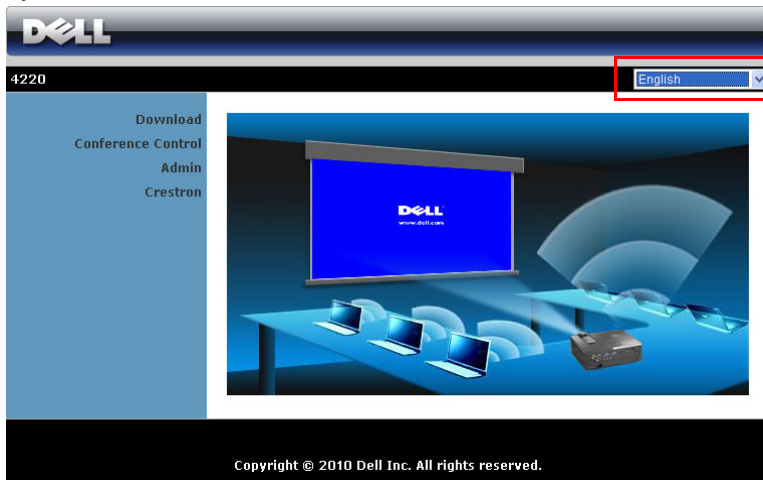 DELL
4220
English
Download
Conference Control
Admin
Crestron
DELL
www.dell.com
Copyright © 2010 Dell Inc. All rights reserved.